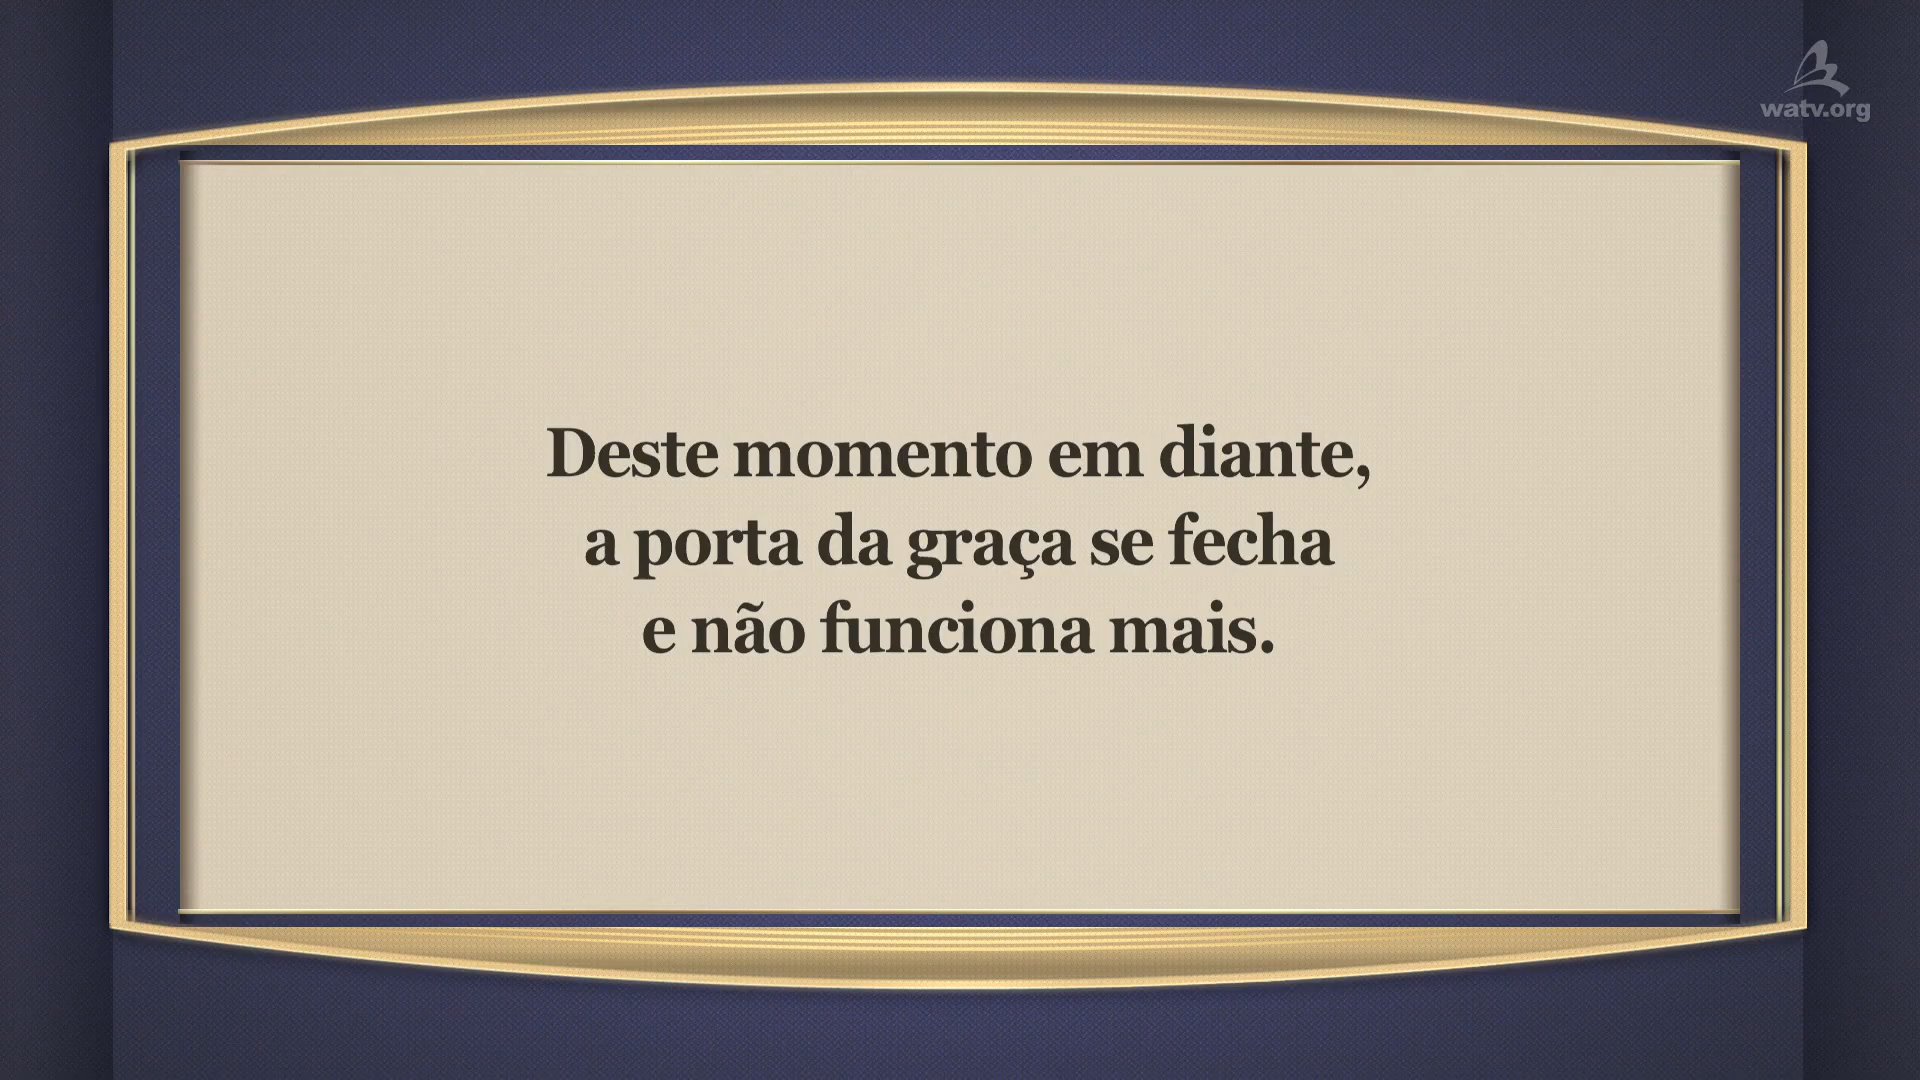 watv.org
Deste momento em diante,
a porta da graça se fecha
e não funciona mais.